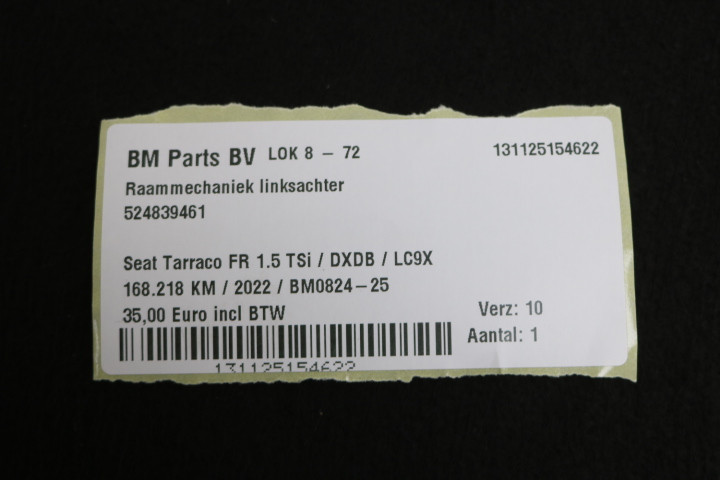 BM Parts BV LOK 8 - 72 131125154622
Raammechaniek linksachter
524839461
Seat Tarraco FR 1.5 TSi / DXDB / LC9X
168.218 KM / 2022 / BM0824-25
35,00 Euro incl BTW Verz: 10
Aantal: 1
131125154622